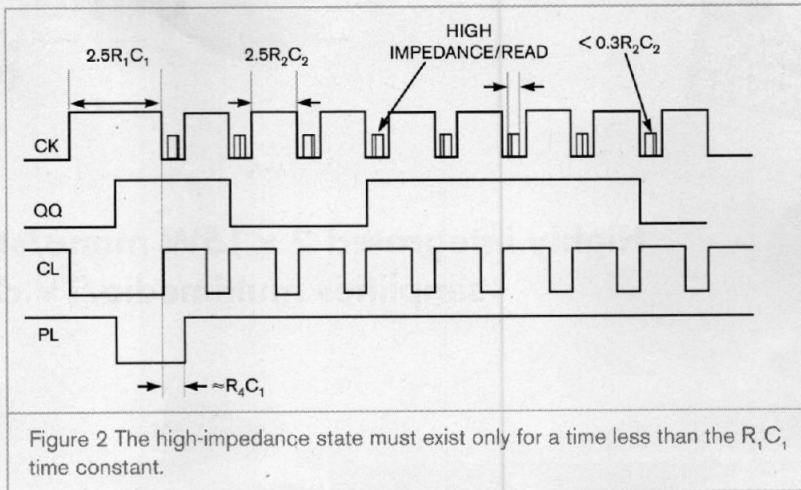 HIGH
IMPEDANCE/READ
< 0.3R₂C₂
2.5R₁C₁
2.5R₂C₂
CK
QQ
CL
PL
≈R₄C₁
Figure 2 The high-impedance state must exist only for a time less than the R₁C₁
time constant.